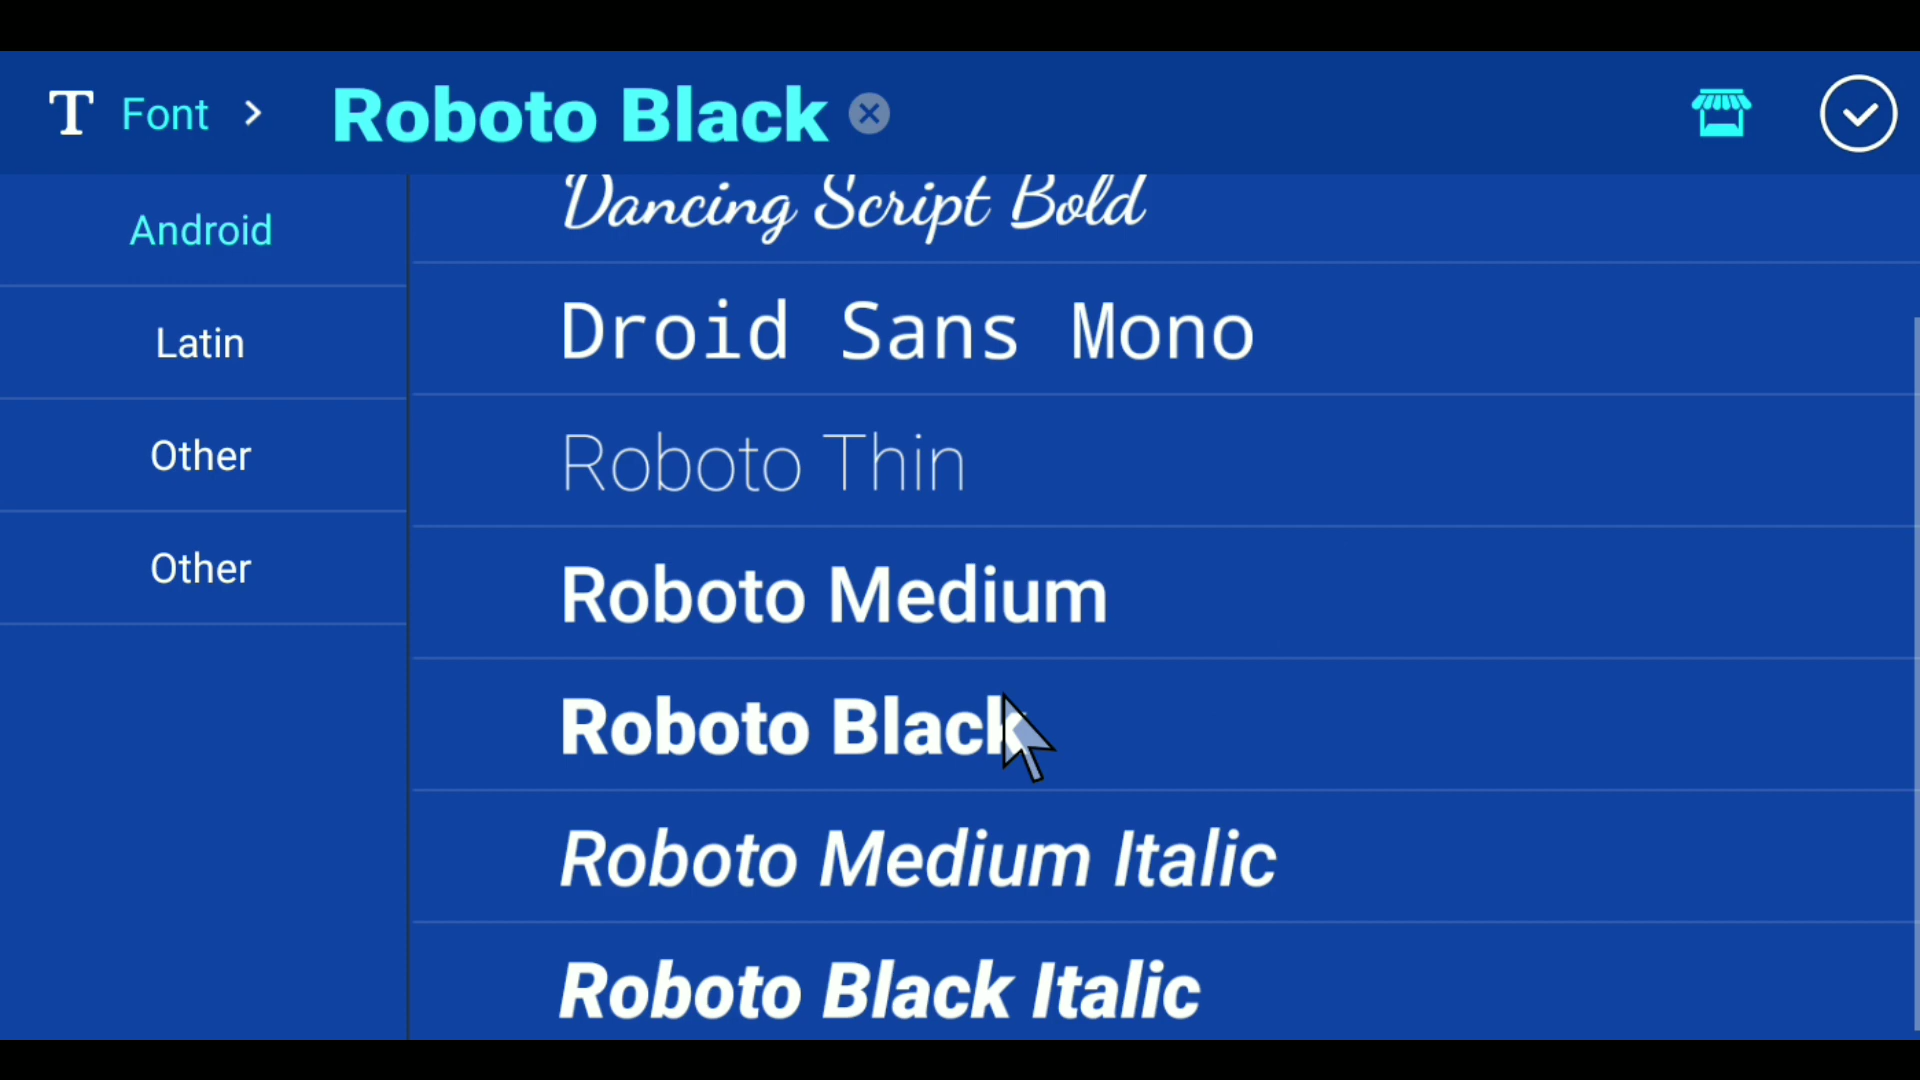 T Font > Roboto Black
Android
Latin
Other
Other
Dancing Script Bold
Droid Sans Mono
Roboto Thin
Roboto Medium
Roboto Black
Roboto Medium Italic
Roboto Black Italic